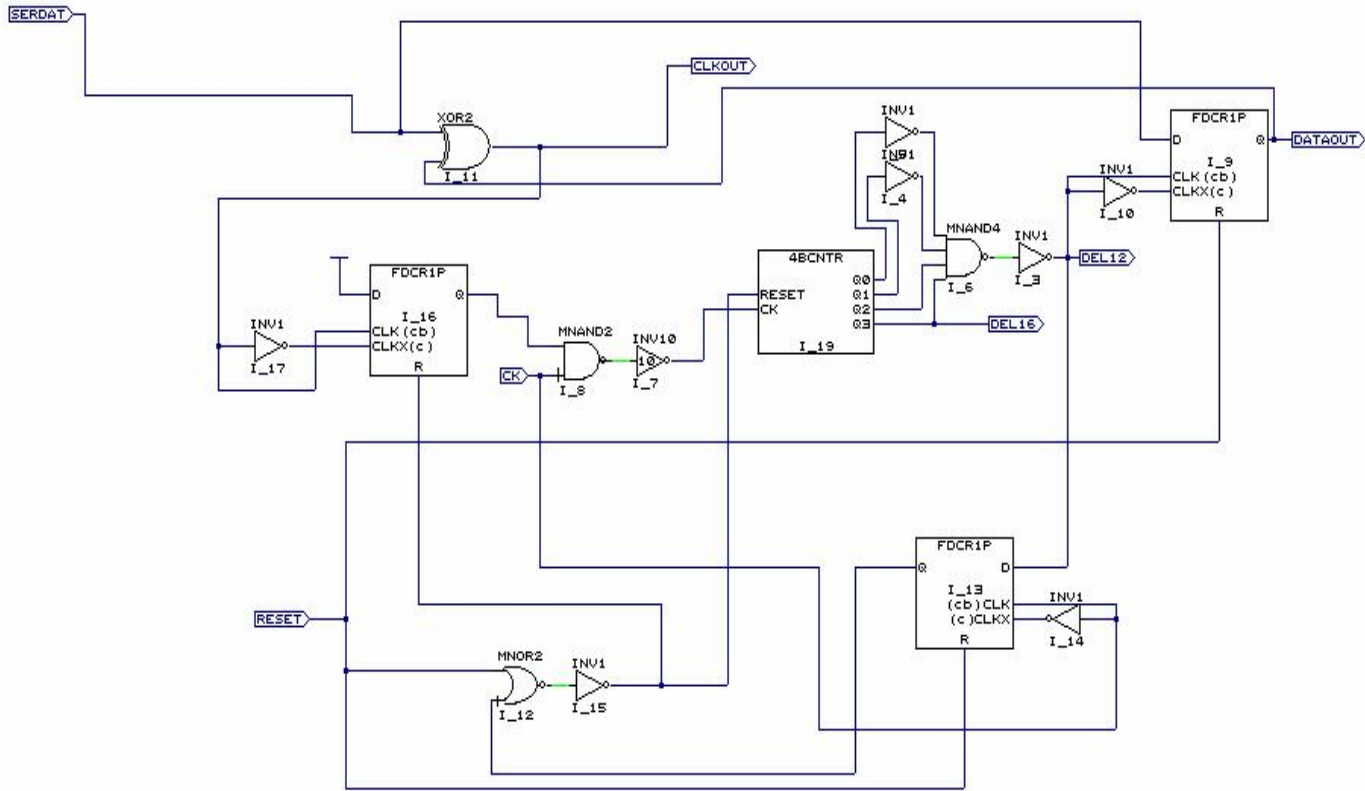 SERDAT
CLKOUT
XOR2
I_11
INV1
I_4
INV1
FDCR1P
D
Q
I_9
CLK(cb)
CLKX(c)
R
DATAOUT
INV1
I_10
MNAND4
I_6
INV1
I_3
DEL12
4BCNTR
RESET
CK
Q0
Q1
Q2
Q3
I_19
DEL16
FDCR1P
D
Q
I_16
CLK(cb)
CLKX(c)
R
INV1
I_17
MNAND2
I_8
INV10
10
I_7
CK
FDCR1P
Q
D
I_13
(cb)CLK
(c)CLKX
R
INV1
I_14
RESET
MNOR2
I_12
INV1
I_15